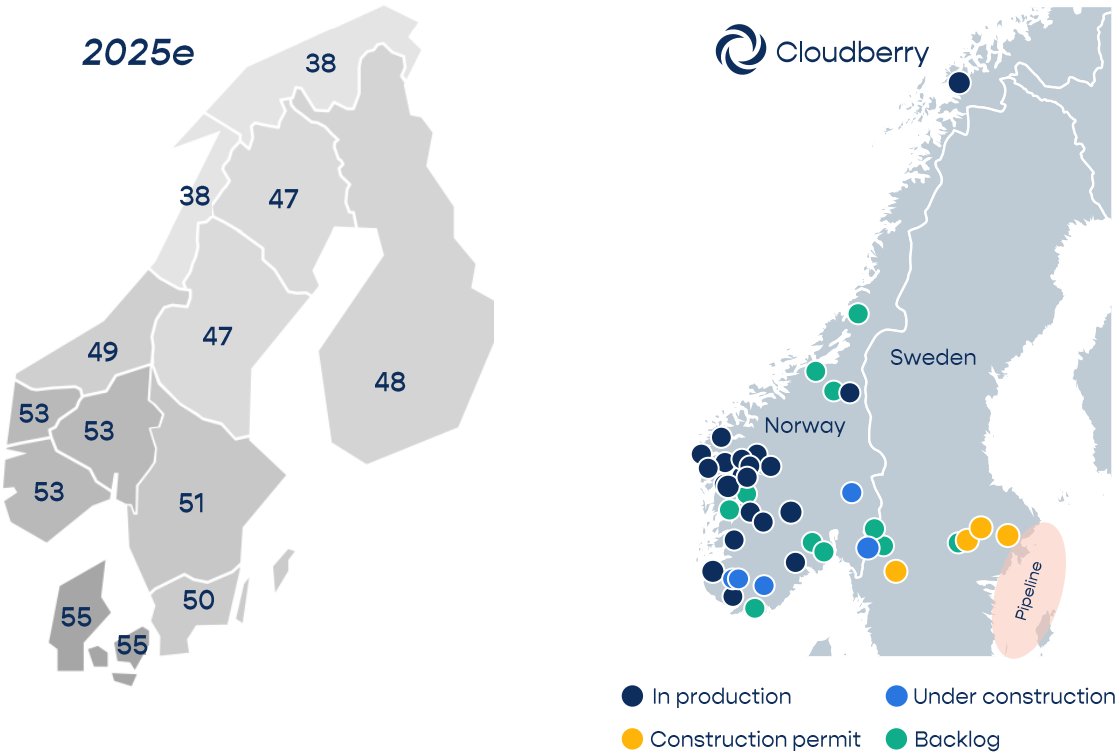 2025e
38
38
47
47
49
48
53
53
53
51
50
55
55
Cloudberry
Sweden
Norway
Pipeline
In production
Under construction
Construction permit
Backlog